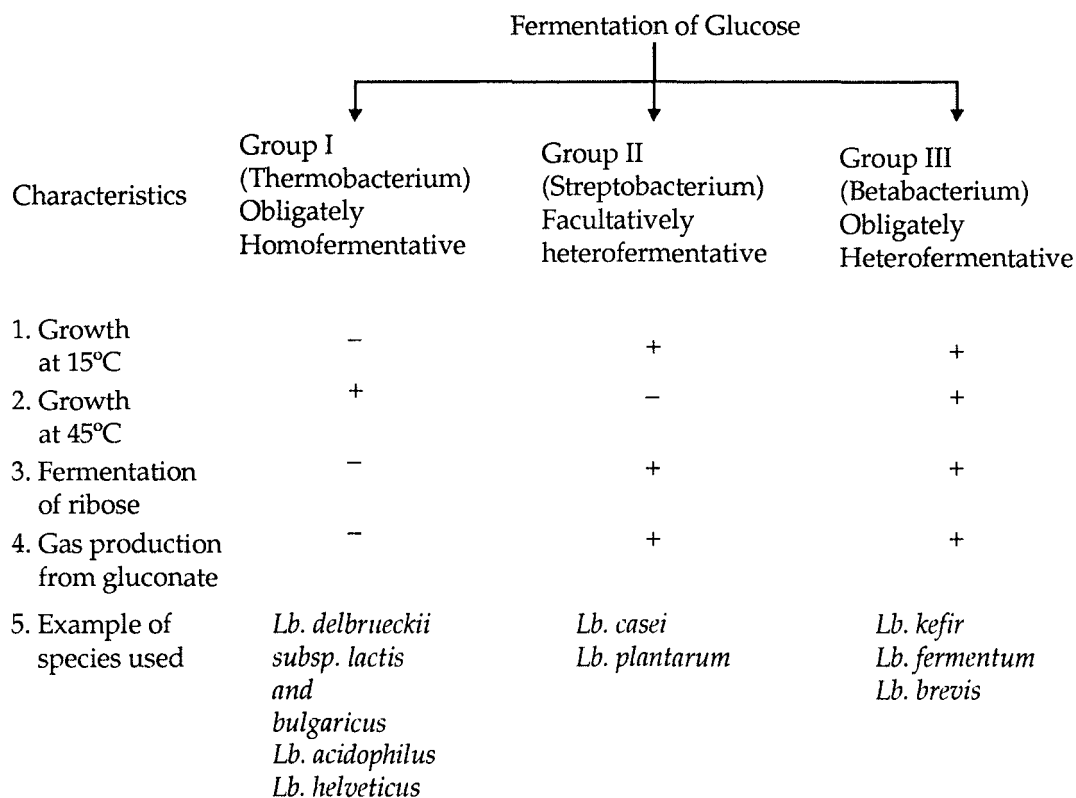 Fermentation of Glucose
Characteristics
Group I
(Thermobacterium)
Obligately
Homofermentative
Group II
(Streptobacterium)
Facultatively
heterofermentative
Group III
(Betabacterium)
Obligately
Heterofermentative
1. Growth
at 15ºC
– + +
2. Growth
at 45ºC
+ – +
3. Fermentation
of ribose
– + +
4. Gas production
from gluconate
– + +
5. Example of
species used
Lb. delbrueckii
subsp. lactis
and
bulgaricus
Lb. acidophilus
Lb. helveticus
Lb. casei
Lb. plantarum
Lb. kefir
Lb. fermentum
Lb. brevis